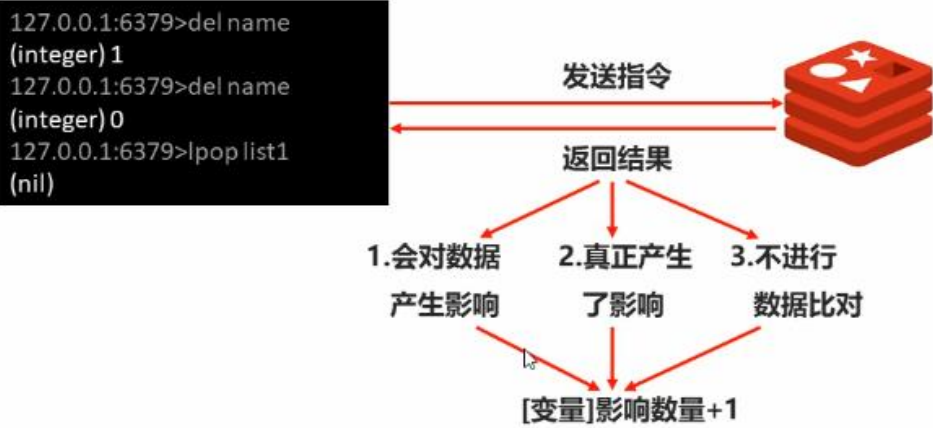 127.0.0.1:6379>del name
(integer) 1
127.0.0.1:6379>del name
(integer) 0
127.0.0.1:6379>lpop list1
(nil)
发送指令
返回结果
1.会对数据
产生影响
2.真正产生
了影响
3.不进行
数据比对
[变量]影响数量+1